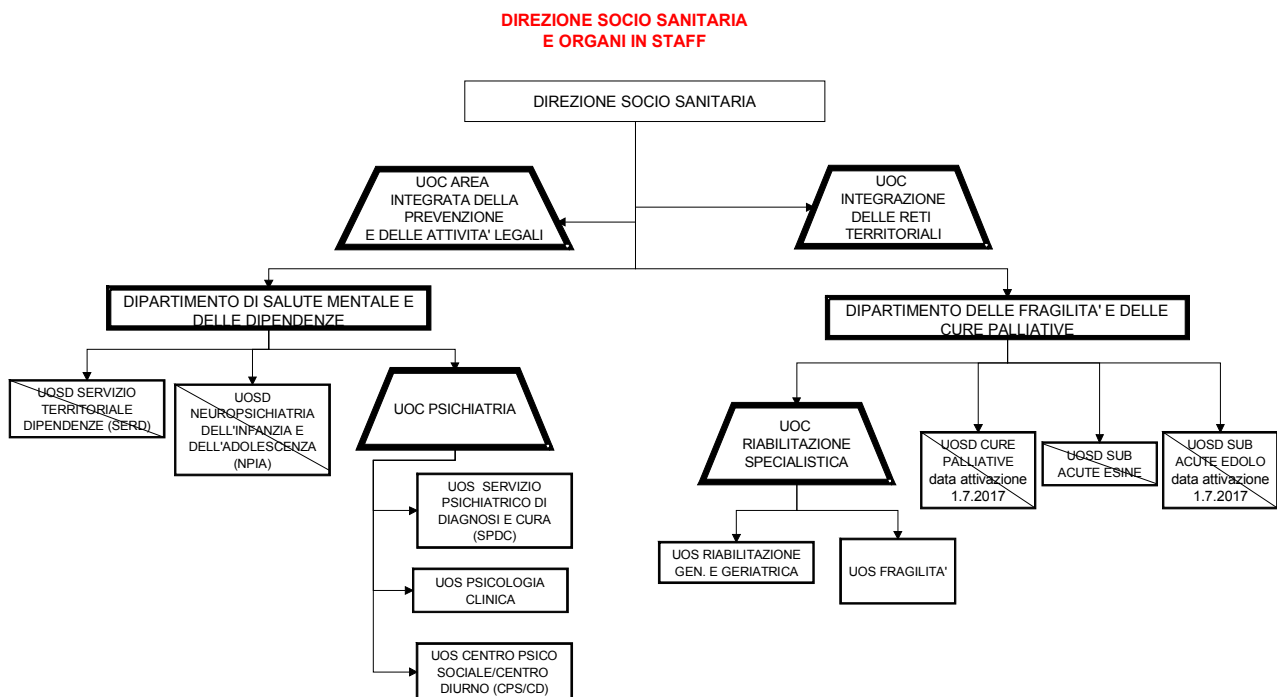 DIREZIONE SOCIO SANITARIA
E ORGANI IN STAFF
DIREZIONE SOCIO SANITARIA
UOC AREA
INTEGRATA DELLA
PREVENZIONE
E DELLE ATTIVITA' LEGALI
UOC
INTEGRAZIONE
DELLE RETI
TERRITORIALI
DIPARTIMENTO DI SALUTE MENTALE E
DELLE DIPENDENZE
DIPARTIMENTO DELLE FRAGILITA' E DELLE
CURE PALLIATIVE
UOSD SERVIZIO
TERRITORIALE
DIPENDENZE (SERD)
UOSD
NEUROPSICHIATRIA
DELL'INFANZIA E
DELL'ADOLESCENZA
(NPIA)
UOC PSICHIATRIA
UOS SERVIZIO
PSICHIATRICO DI
DIAGNOSI E CURA
(SPDC)
UOS PSICOLOGIA
CLINICA
UOS CENTRO PSICO
SOCIALE/CENTRO
DIURNO (CPS/CD)
UOC
RIABILITAZIONE
SPECIALISTICA
UOSD CURE
PALLIATIVE
data attivazione
1.7.2017
UOSD SUB
ACUTE ESINE
UOSD SUB
ACUTE EDOLO
data attivazione
1.7.2017
UOS RIABILITAZIONE
GEN. E GERIATRICA
UOS FRAGILITA'